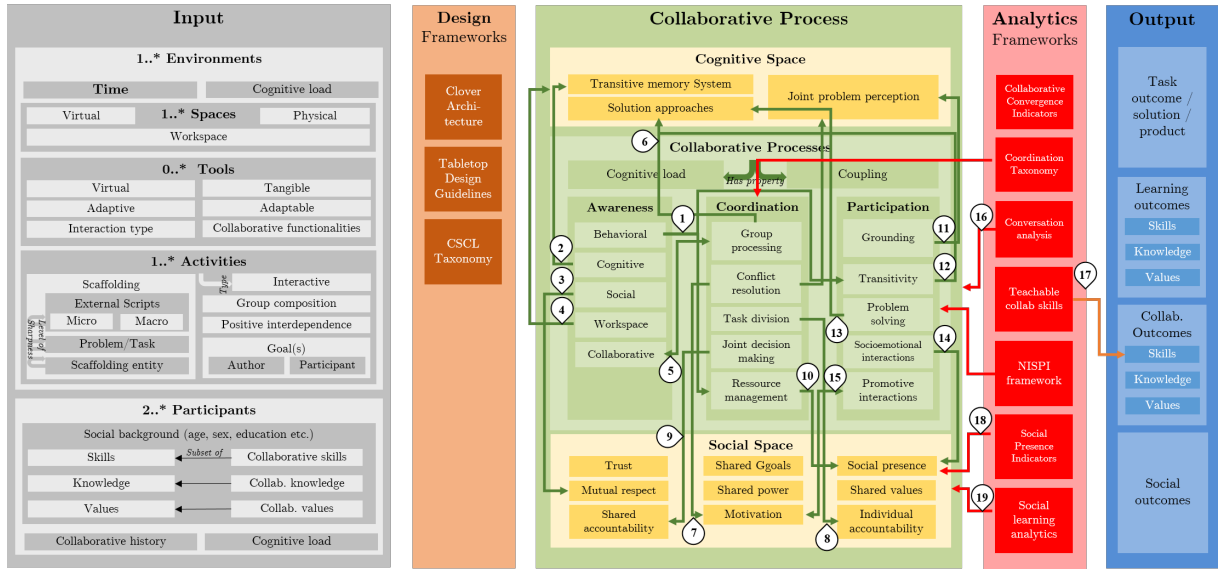 Input
1..* Environments
Time
Cognitive load
Virtual
1..* Spaces
Physical
Workspace
0..* Tools
Virtual
Tangible
Adaptive
Adaptable
Interaction type
Collaborative functionalities
1..* Activities
Scaffolding
External Scripts
Micro
Macro
Problem/Task
Scaffolding entity
Level of
Sharpness
Type
Interactive
Group composition
Positive interdependence
Goal(s)
Author
Participant
2..* Participants
Social background (age, sex, education etc.)
Skills
Subset of
Collaborative skills
Knowledge
Collab. knowledge
Values
Collab. values
Collaborative history
Cognitive load
Design
Frameworks
Clover
Archi-
tecture
Tabletop
Design
Guidelines
CSCL
Taxonomy
Collaborative Process
Cognitive Space
Transitive memory System
Solution approaches
Joint problem perception
6
Collaborative Processes
Cognitive load
Has property
Coupling
Awareness
Behavioral
Cognitive
Social
Workspace
Collaborative
1
2
3
4
5
Coordination
Group
processing
Conflict
resolution
Task division
Joint decision
making
Ressource
management
Participation
Grounding
Transitivity
Problem
solving
Socioemotional
interactions
Promotive
interactions
11
12
13
14
10
15
9
Social Space
Trust
Shared Ggoals
Social presence
Mutual respect
Shared power
Shared values
Shared
accountability
Motivation
Individual
accountability
7
8
Analytics
Frameworks
Collaborative
Convergence
Indicators
Coordination
Taxonomy
16
Conversation
analysis
Teachable
collab skills
17
NISPI
framework
18
Social
Presence
Indicators
19
Social
learning
analytics
Output
Task
outcome /
solution /
product
Learning
outcomes
Skills
Knowledge
Values
Collab.
Outcomes
Skills
Knowledge
Values
Social
outcomes